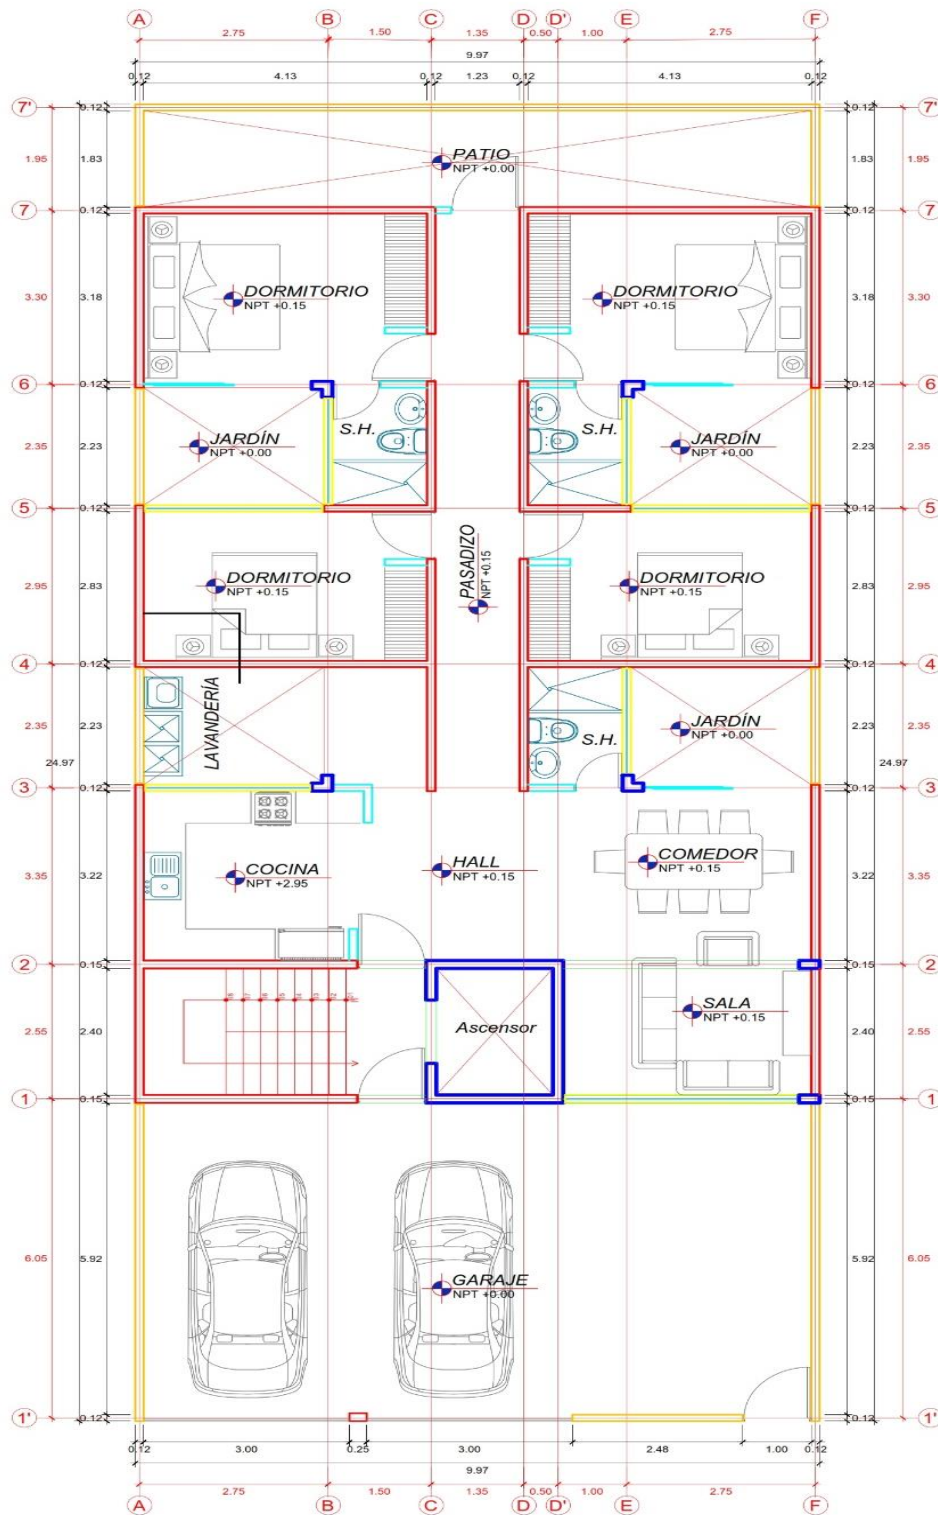 A B C D D' E F
2.75 1.50 1.35 0.50 1.00 2.75
9.97
0.12 4.13 0.12 1.23 0.12 4.13 0.12
7' 0.12 0.12 7'
PATIO
NPT +0.00
1.95 1.83 1.83 1.95
7 0.12 0.12 7
DORMITORIO
NPT +0.15
DORMITORIO
NPT +0.15
3.30 3.18 3.18 3.30
6 0.12 0.12 6
S.H.
S.H.
JARDÍN
NPT +0.00
JARDÍN
NPT +0.00
2.35 2.23 2.23 2.35
5 0.12 0.12 5
PASADIZO
NPT +0.15
DORMITORIO
NPT +0.15
DORMITORIO
NPT +0.15
2.95 2.83 2.83 2.95
4 0.12 0.12 4
LAVANDERÍA
JARDÍN
NPT +0.00
S.H.
2.35 2.23 2.23 2.35
24.97 24.97
3 0.12 0.12 3
COCINA
NPT +2.95
HALL
NPT +0.15
COMEDOR
NPT +0.15
3.35 3.22 3.22 3.35
2 0.15 0.15 2
SALA
NPT +0.15
Ascensor
2.55 2.40 2.40 2.55
1 0.15 0.15 1
6.05 5.92 5.92 6.05
GARAJE
NPT +0.00
1' 0.12 0.12 1'
0.12 3.00 0.25 3.00 2.48 1.00 0.12
9.97
2.75 1.50 1.35 0.50 1.00 2.75
A B C D D' E F